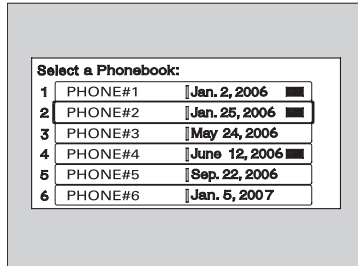 Select a Phonebook:
1 PHONE#1 Jan. 2, 2006
2 PHONE#2 Jan. 25, 2006
3 PHONE#3 May 24, 2006
4 PHONE#4 June 12, 2006
5 PHONE#5 Sep. 22, 2006
6 PHONE#6 Jan. 5, 2007